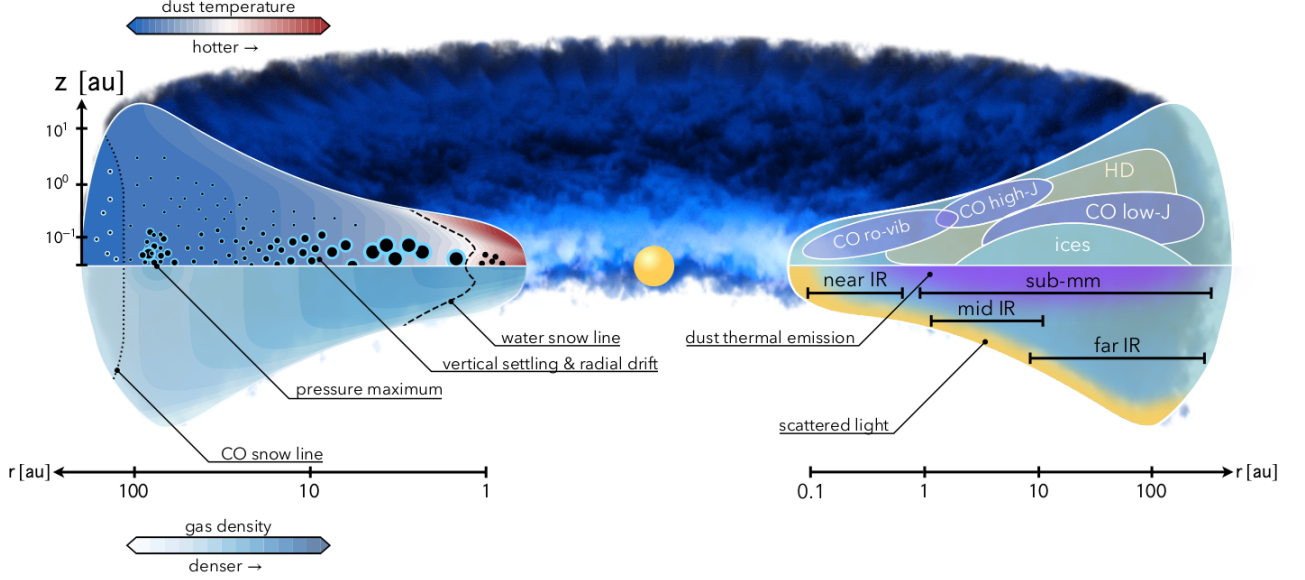 dust temperature
hotter →
z [au]
10¹
10⁰
10⁻¹
HD
CO high-J
CO low-J
CO ro-vib
ices
near IR
sub-mm
mid IR
far IR
water snow line
dust thermal emission
vertical settling & radial drift
pressure maximum
scattered light
CO snow line
r [au]
100
10
1
0.1
1
10
100
r [au]
gas density
denser →